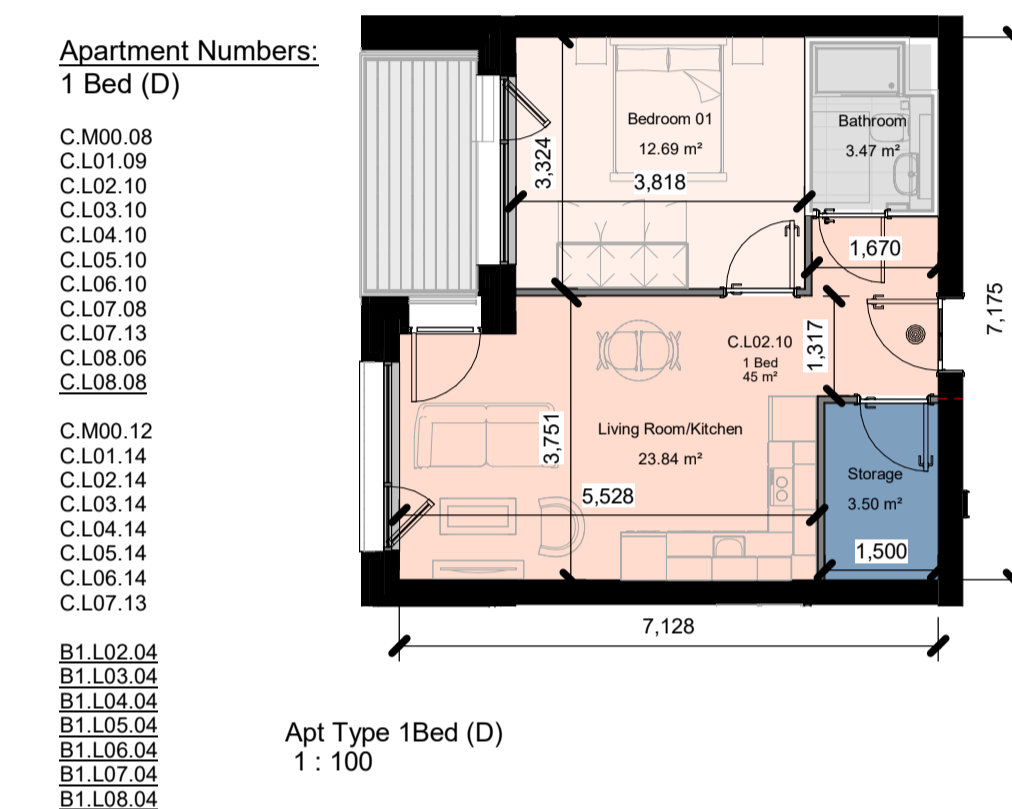 Apartment Numbers:
1 Bed (D)
C.M00.08
C.L01.09
C.L02.10
C.L03.10
C.L04.10
C.L05.10
C.L06.10
C.L07.08
C.L07.13
C.L08.06
C.L08.08
C.M00.12
C.L01.14
C.L02.14
C.L03.14
C.L04.14
C.L05.14
C.L06.14
C.L07.13
B1.L02.04
B1.L03.04
B1.L04.04
B1.L05.04
B1.L06.04
B1.L07.04
B1.L08.04
Bedroom 01
12.69 m²
3,324
3,818
Bathroom
3.47 m²
1,670
7,175
C.L02.10
1 Bed
45 m²
1,317
Living Room/Kitchen
23.84 m²
3,751
5,528
Storage
3.50 m²
1,500
7,128
Apt Type 1Bed (D)
1 : 100